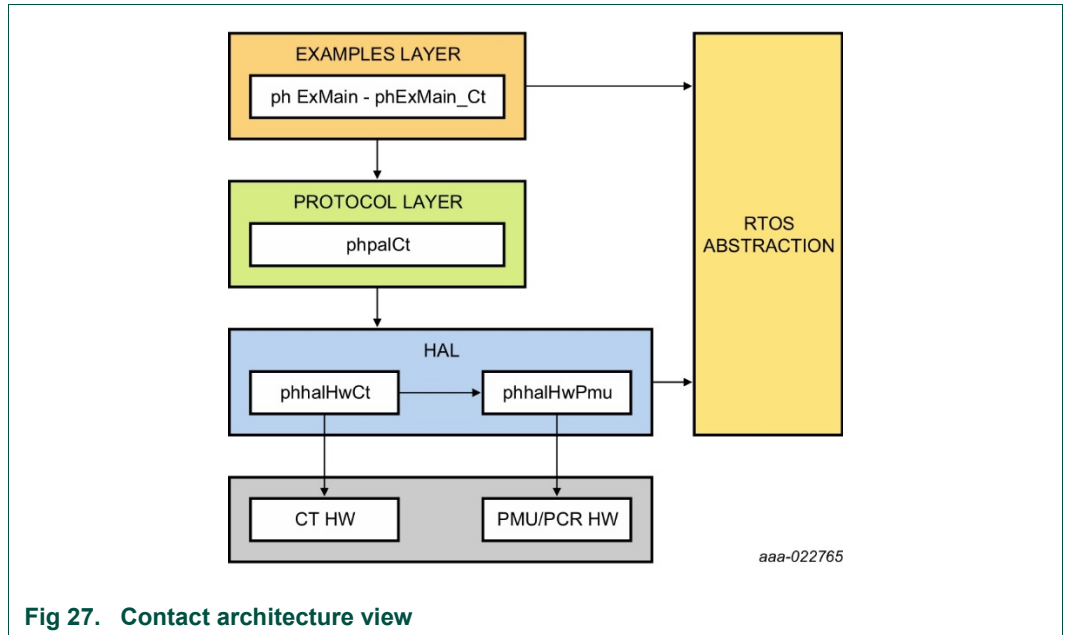 EXAMPLES LAYER
ph ExMain - phExMain_Ct
PROTOCOL LAYER
phpalCt
RTOS
ABSTRACTION
HAL
phhalHwCt
phhalHwPmu
CT HW
PMU/PCR HW
aaa-022765
Fig 27. Contact architecture view